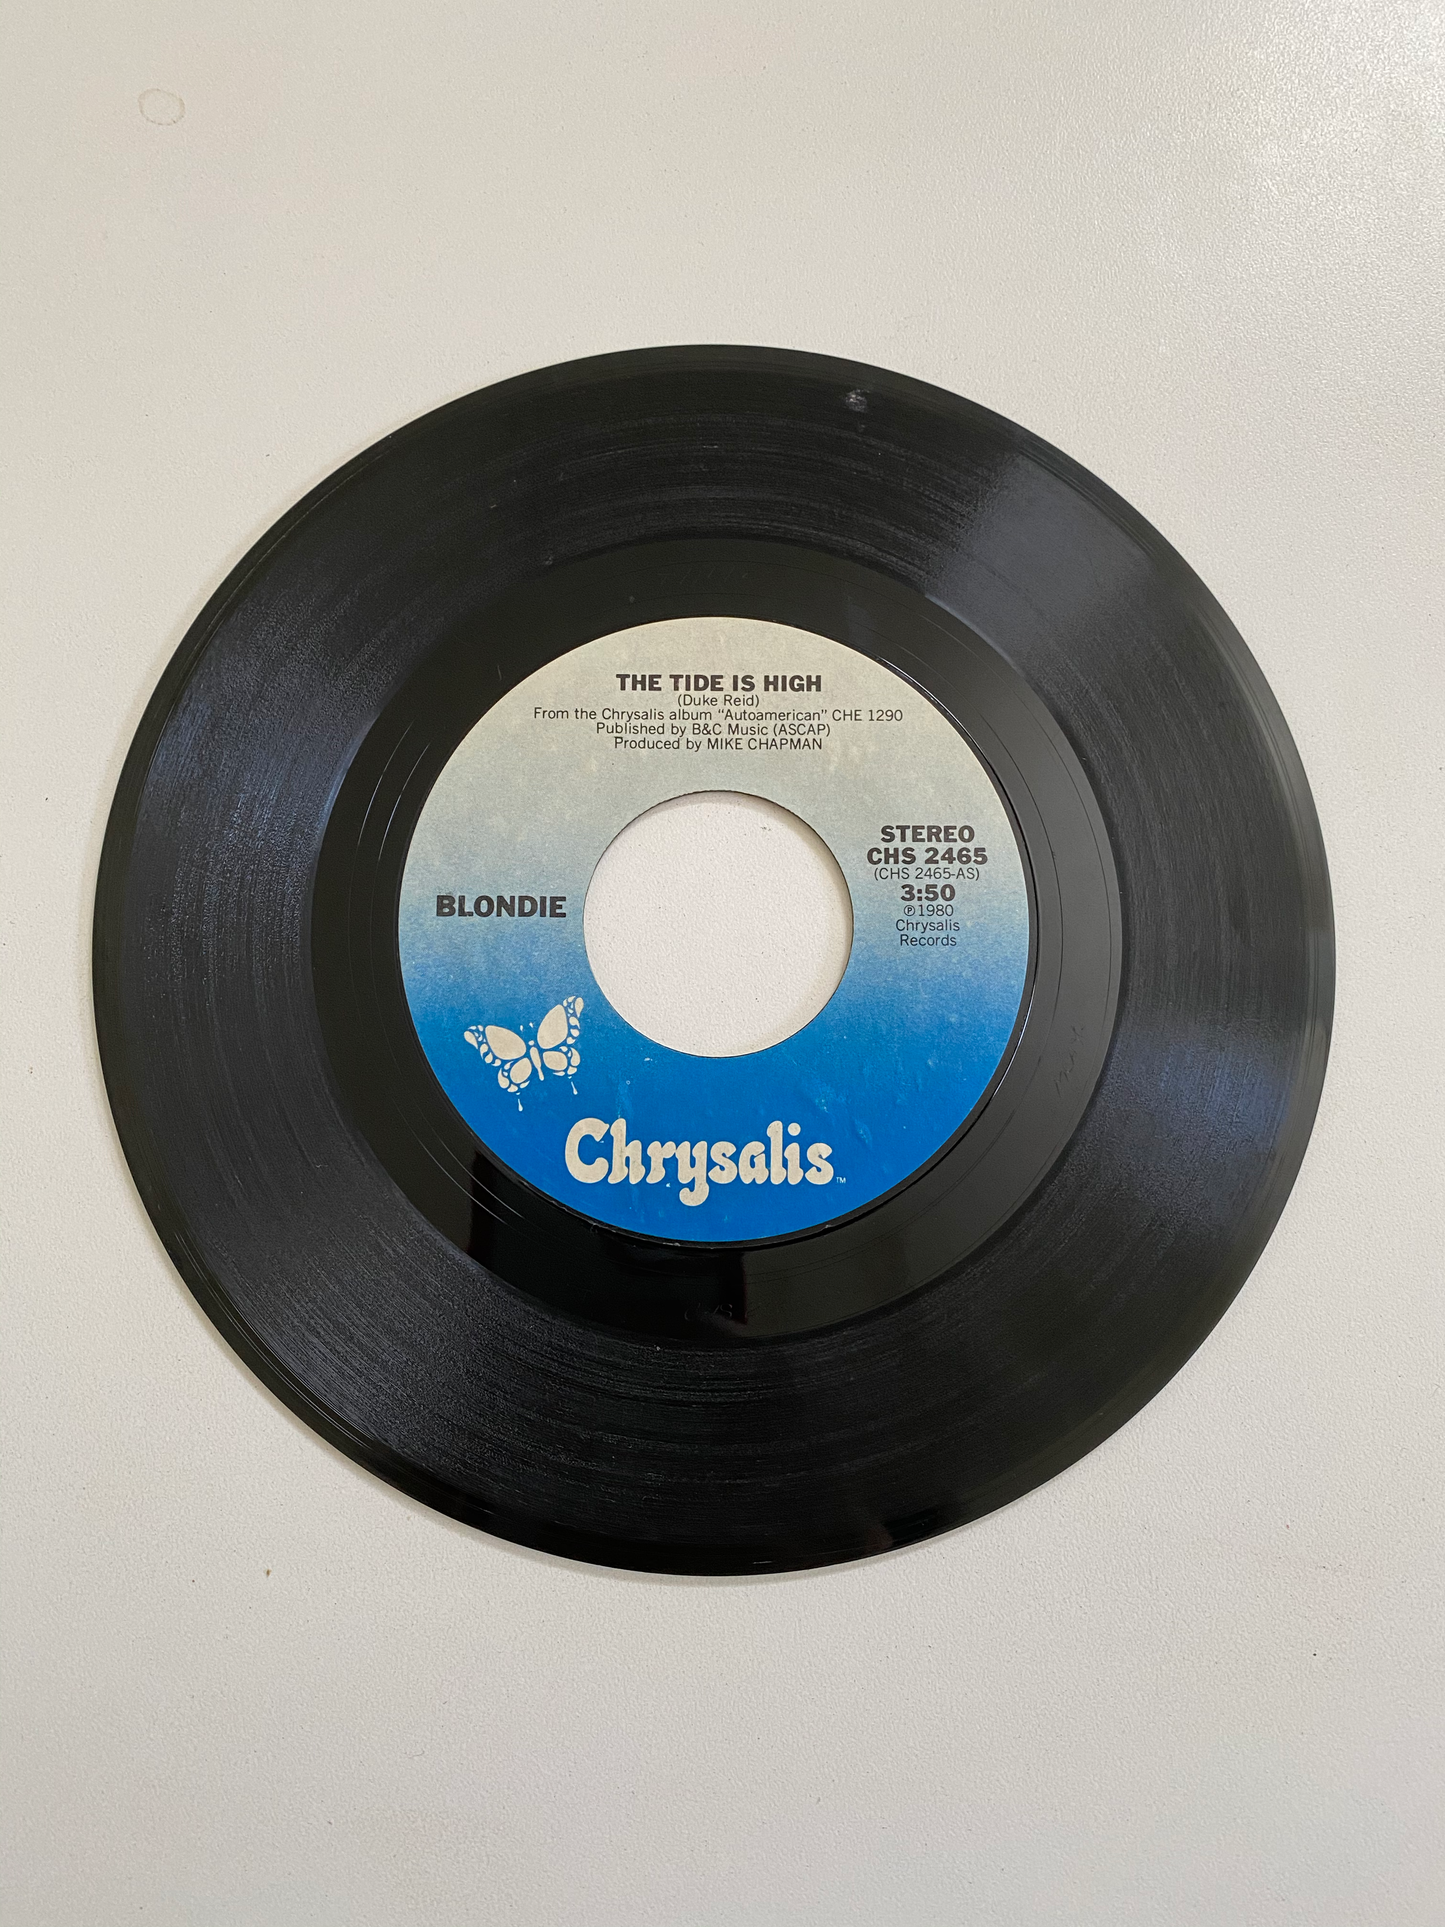 THE TIDE IS HIGH
(Duke Reid)
From the Chrysalis album "Autoamerican" CHE 1290
Published by B&C Music (ASCAP)
Produced by MIKE CHAPMAN
BLONDIE
STEREO
CHS 2465
(CHS 2465-AS)
3:50
℗1980
Chrysalis
Records
Chrysalis™